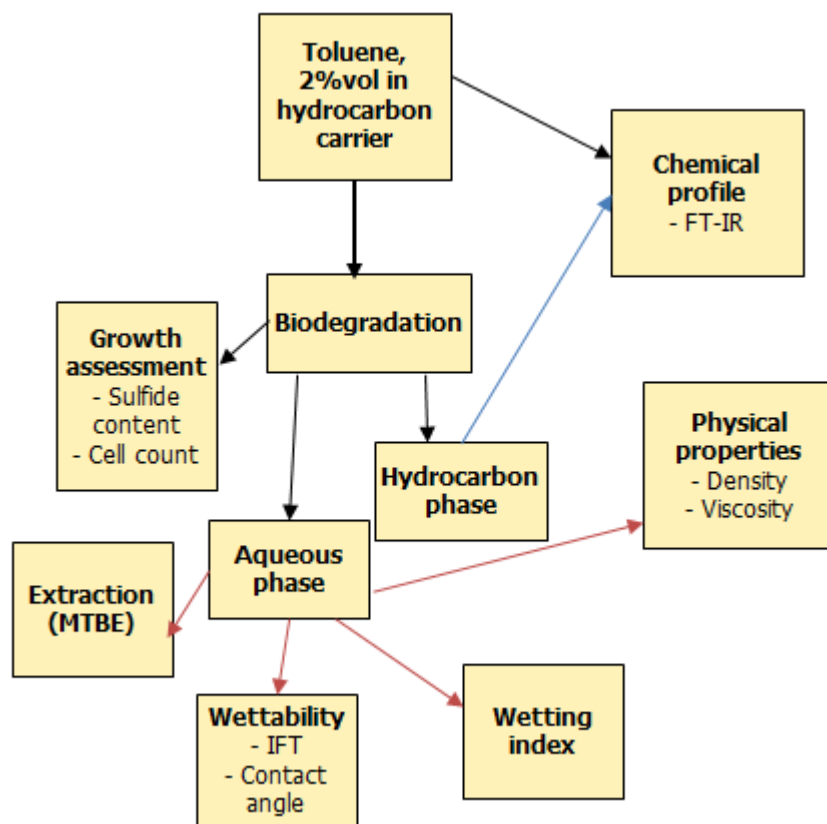 Toluene,
2%vol in
hydrocarbon
carrier
Chemical
profile
- FT-IR
Biodegradation
Growth
assessment
- Sulfide
content
- Cell count
Physical
properties
- Density
- Viscosity
Hydrocarbon
phase
Aqueous
phase
Extraction
(MTBE)
Wettability
- IFT
- Contact
angle
Wetting
index